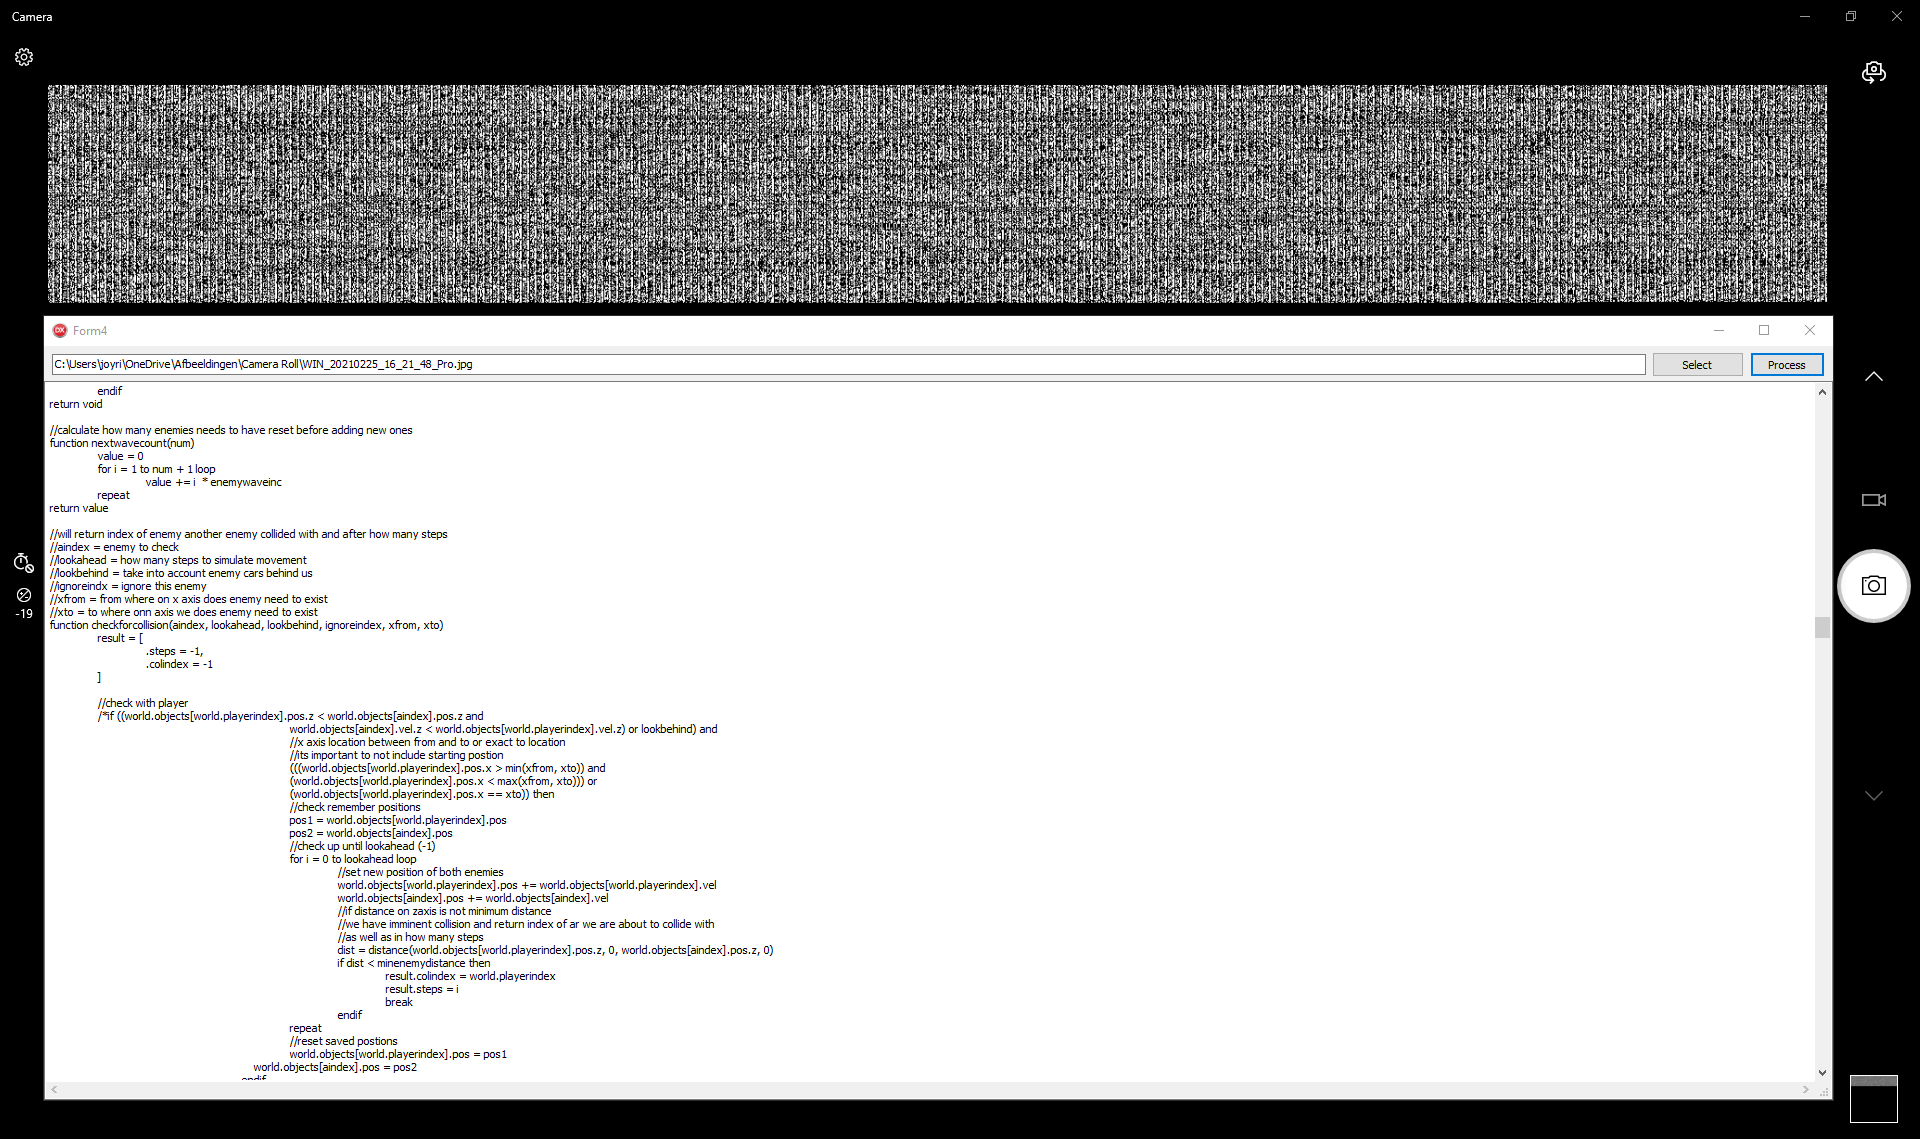 Camera
Form4
C:\Users\joyri\OneDrive\Afbeeldingen\Camera Roll\WIN_20210225_16_21_48_Pro.jpg
Select
Process
endif
return void
//calculate how many enemies needs to have reset before adding new ones
function nextwavecount(num)
value = 0
for i = 1 to num + 1 loop
value += i  * enemywaveinc
repeat
return value
//will return index of enemy another enemy collided with and after how many steps
//aindex = enemy to check
//lookahead = how many steps to simulate movement
//lookbehind = take into account enemy cars behind us
//ignoreindx = ignore this enemy
//xfrom = from where on x axis does enemy need to exist
//xto = to where onn axis we does enemy need to exist
function checkforcollision(aindex, lookahead, lookbehind, ignoreindex, xfrom, xto)
result = [
.steps = -1,
.colindex = -1
]
//check with player
/*if ((world.objects[world.playerindex].pos.z < world.objects[aindex].pos.z and
world.objects[aindex].vel.z < world.objects[world.playerindex].vel.z) or lookbehind) and
//x axis location between from and to or exact to location
//its important to not include starting postion
(((world.objects[world.playerindex].pos.x > min(xfrom, xto)) and
(world.objects[world.playerindex].pos.x < max(xfrom, xto))) or
(world.objects[world.playerindex].pos.x == xto)) then
//check remember positions
pos1 = world.objects[world.playerindex].pos
pos2 = world.objects[aindex].pos
//check up until lookahead (-1)
for i = 0 to lookahead loop
//set new position of both enemies
world.objects[world.playerindex].pos += world.objects[world.playerindex].vel
world.objects[aindex].pos += world.objects[aindex].vel
//if distance on zaxis is not minimum distance
//we have imminent collision and return index of ar we are about to collide with
//as well as in how many steps
dist = distance(world.objects[world.playerindex].pos.z, 0, world.objects[aindex].pos.z, 0)
if dist < minenemydistance then
result.colindex = world.playerindex
result.steps = i
break
endif
repeat
//reset saved postions
world.objects[world.playerindex].pos = pos1
world.objects[aindex].pos = pos2
endif
-19